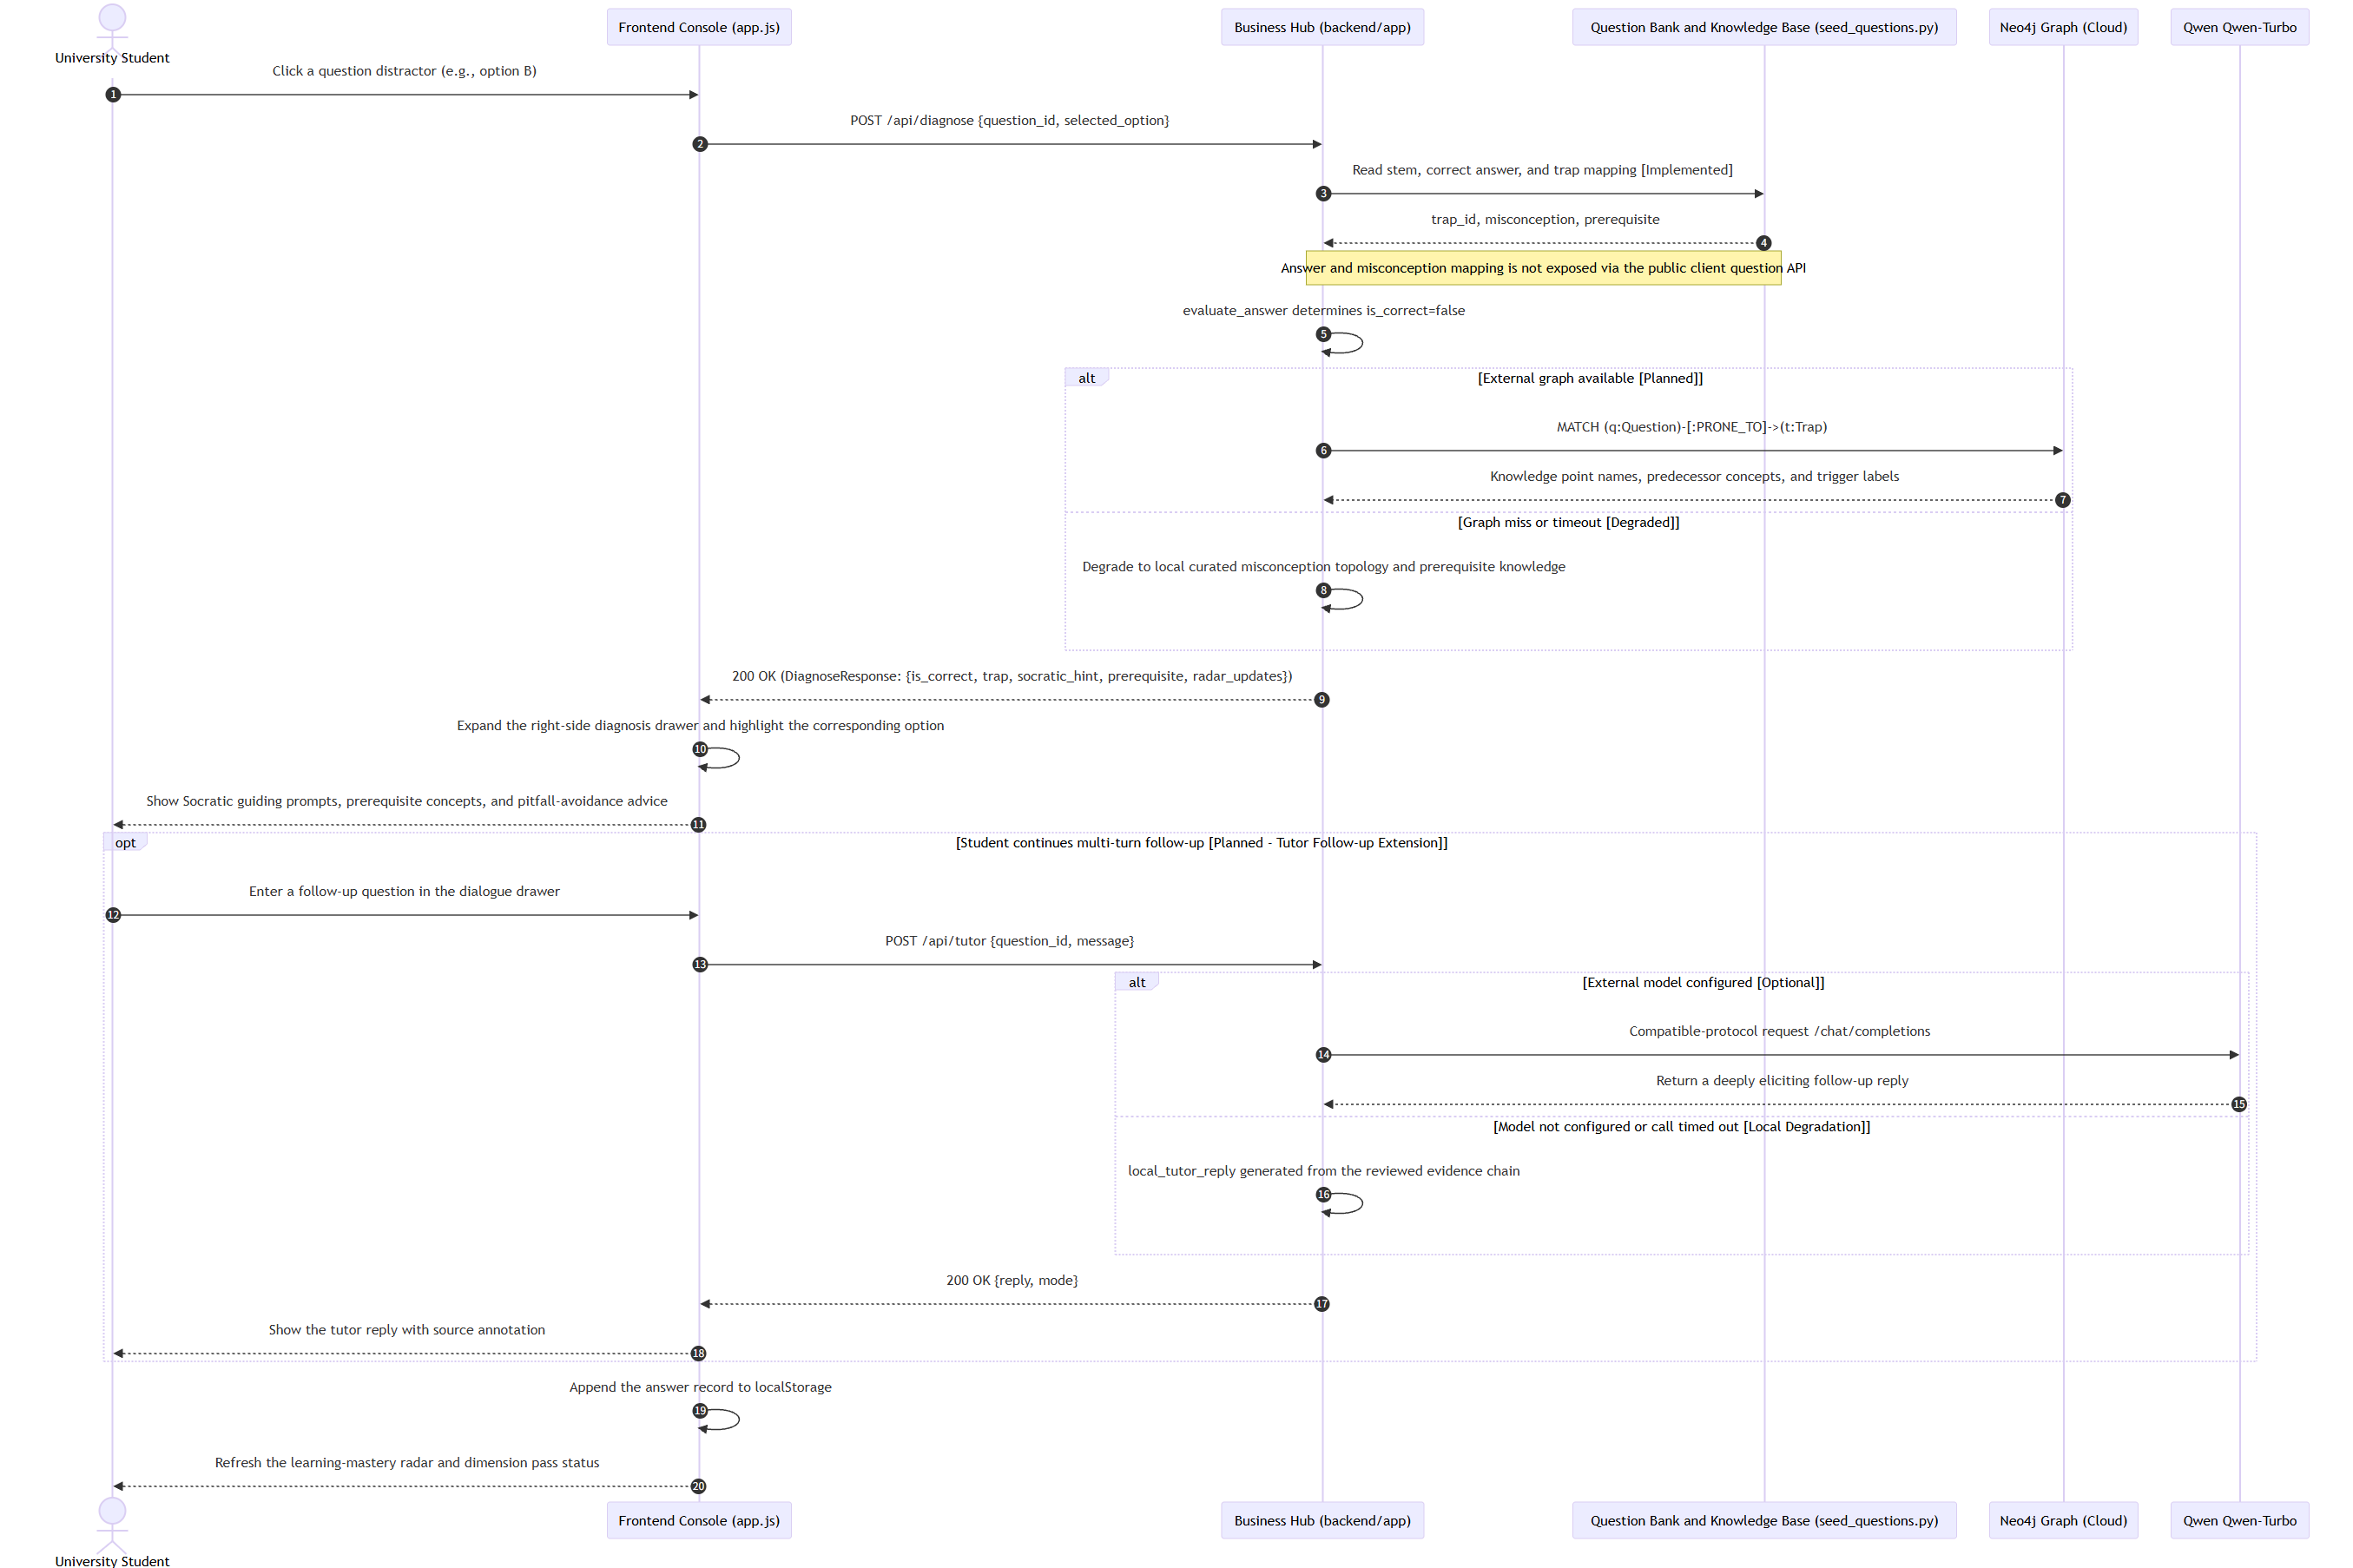 University Student
Frontend Console (app.js)
Business Hub (backend/app)
Question Bank and Knowledge Base (seed_questions.py)
Neo4j Graph (Cloud)
Qwen Qwen-Turbo
Click a question distractor (e.g., option B)
1
POST /api/diagnose {question_id, selected_option}
2
Read stem, correct answer, and trap mapping [Implemented]
3
trap_id, misconception, prerequisite
4
Answer and misconception mapping is not exposed via the public client question API
evaluate_answer determines is_correct=false
5
alt
[External graph available [Planned]]
MATCH (q:Question)-[:PRONE_TO]->(t:Trap)
6
Knowledge point names, predecessor concepts, and trigger labels
7
[Graph miss or timeout [Degraded]]
Degrade to local curated misconception topology and prerequisite knowledge
8
200 OK (DiagnoseResponse: {is_correct, trap, socratic_hint, prerequisite, radar_updates})
9
Expand the right-side diagnosis drawer and highlight the corresponding option
10
Show Socratic guiding prompts, prerequisite concepts, and pitfall-avoidance advice
11
opt
[Student continues multi-turn follow-up [Planned - Tutor Follow-up Extension]]
Enter a follow-up question in the dialogue drawer
12
POST /api/tutor {question_id, message}
13
alt
[External model configured [Optional]]
Compatible-protocol request /chat/completions
14
Return a deeply eliciting follow-up reply
15
[Model not configured or call timed out [Local Degradation]]
local_tutor_reply generated from the reviewed evidence chain
16
200 OK {reply, mode}
17
Show the tutor reply with source annotation
18
Append the answer record to localStorage
19
Refresh the learning-mastery radar and dimension pass status
20
University Student
Frontend Console (app.js)
Business Hub (backend/app)
Question Bank and Knowledge Base (seed_questions.py)
Neo4j Graph (Cloud)
Qwen Qwen-Turbo